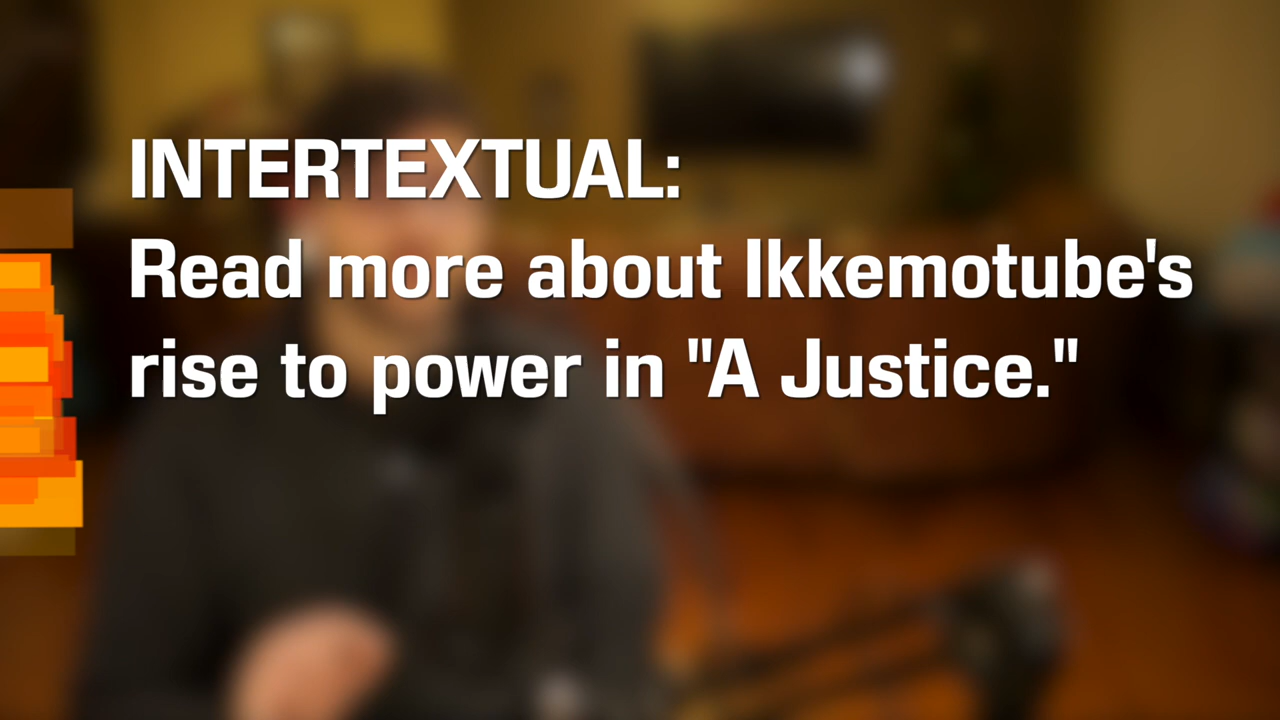 INTERTEXTUAL:
Read more about Ikkemotube's
rise to power in "A Justice."